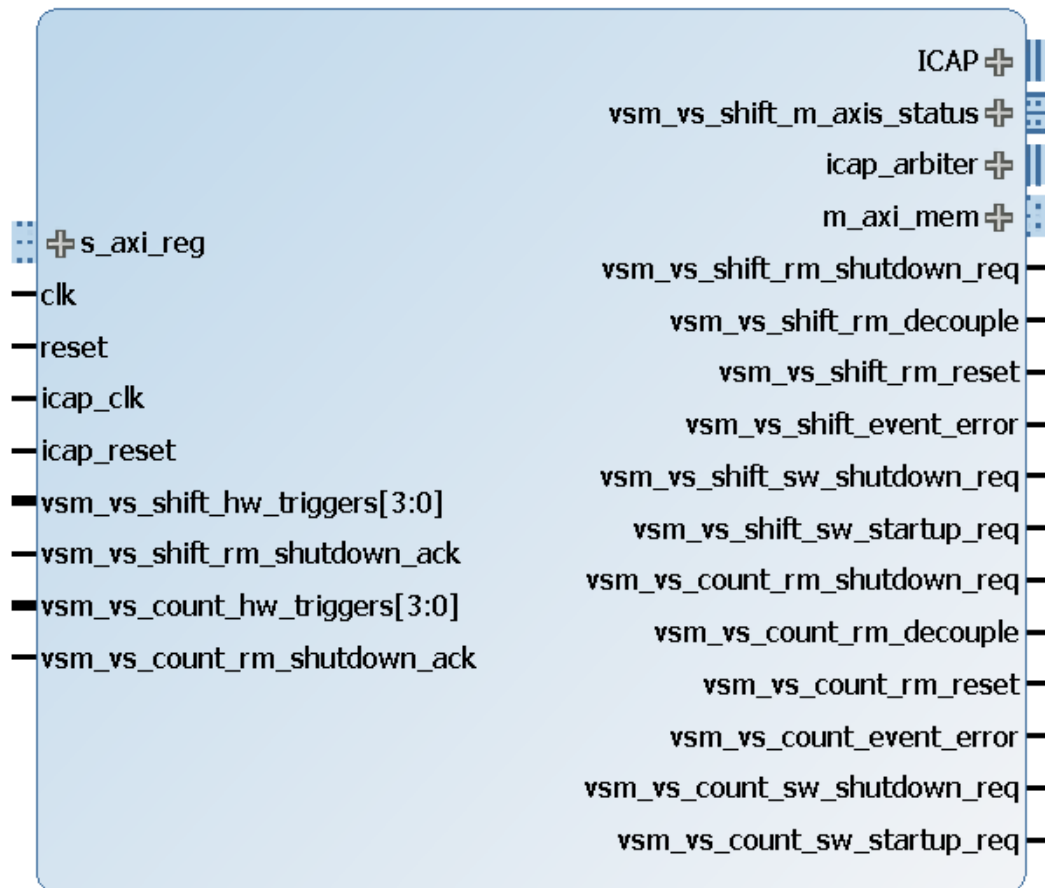 ICAP
vsm_vs_shift_m_axis_status
icap_arbiter
m_axi_mem
s_axi_reg
vsm_vs_shift_rm_shutdown_req
clk
vsm_vs_shift_rm_decouple
reset
vsm_vs_shift_rm_reset
icap_clk
vsm_vs_shift_event_error
icap_reset
vsm_vs_shift_sw_shutdown_req
vsm_vs_shift_hw_triggers[3:0]
vsm_vs_shift_sw_startup_req
vsm_vs_shift_rm_shutdown_ack
vsm_vs_count_rm_shutdown_req
vsm_vs_count_hw_triggers[3:0]
vsm_vs_count_rm_decouple
vsm_vs_count_rm_shutdown_ack
vsm_vs_count_rm_reset
vsm_vs_count_event_error
vsm_vs_count_sw_shutdown_req
vsm_vs_count_sw_startup_req